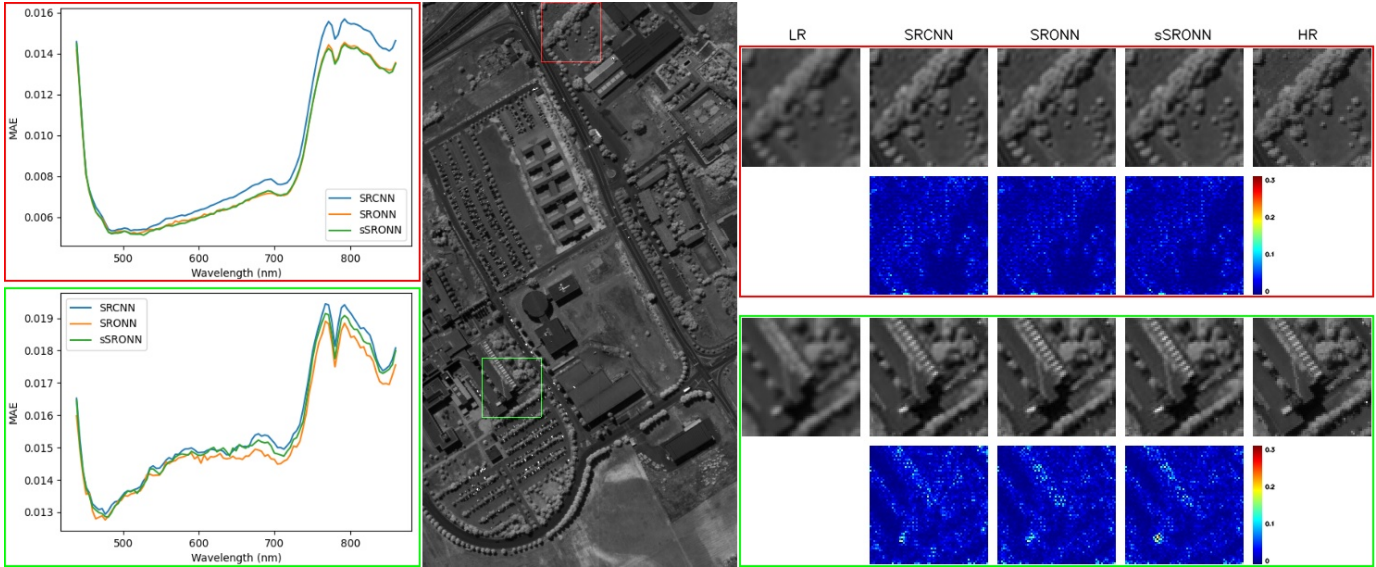 0.016
0.014
0.012
0.010
0.008
0.006
MAE
SRCNN
SRONN
sSRONN
500
600
700
800
Wavelength (nm)
SRCNN
SRONN
sSRONN
0.019
0.018
0.017
0.016
0.015
0.014
0.013
MAE
500
600
700
800
Wavelength (nm)
LR SRCNN SRONN sSRONN HR
0.3
0.2
0.1
0
0.3
0.2
0.1
0